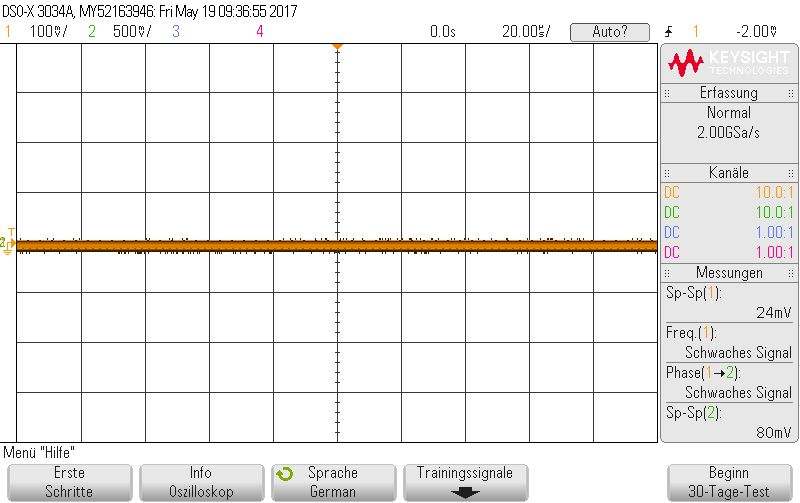 DSO-X 3034A, MY52163946: Fri May 19 09:36:55 2017
1 100mV/ 2 500mV/ 3 4 0.0s 20.00us/ Auto? 1 -2.00mV
KEYSIGHT
TECHNOLOGIES
Erfassung
Normal
2.00GSa/s
Kanäle
DC 10.0:1
DC 10.0:1
DC 1.00:1
DC 1.00:1
Messungen
Sp-Sp(1):
24mV
Freq.(1):
Schwaches Signal
Phase(1→2):
Schwaches Signal
Sp-Sp(2):
80mV
T
2
Menü "Hilfe"
Erste
Schritte
Info
Oszilloskop
Sprache
German
Trainingssignale
Beginn
30-Tage-Test